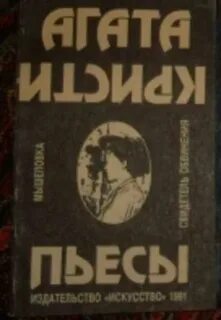 АГАТА
КРИСТИ
МЫШЕЛОВКА
СВИДЕТЕЛЬ ОБВИНЕНИЯ
ПЬЕСЫ
ИЗДАТЕЛЬСТВО «ИСКУССТВО» 1991